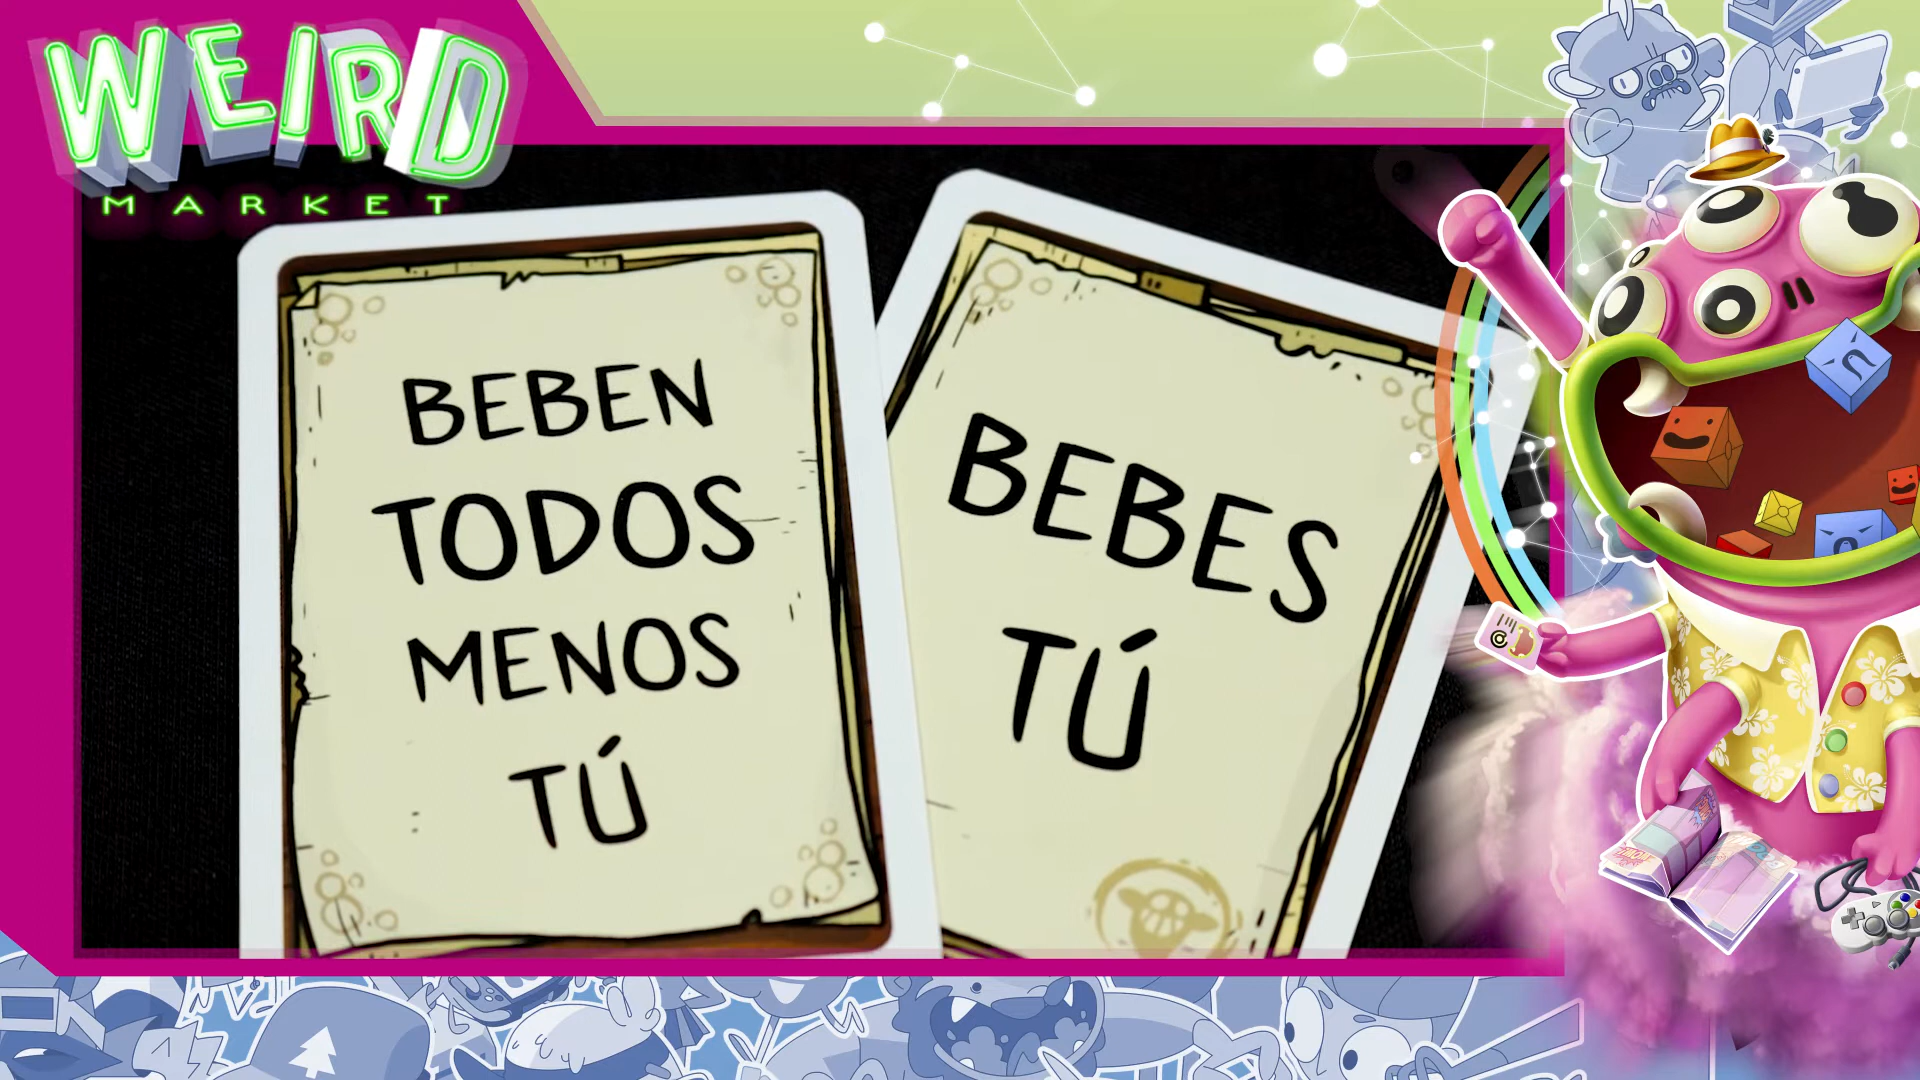 WEIRD
MARKET
BEBEN
TODOS
MENOS
TÚ
BEBES
TÚ